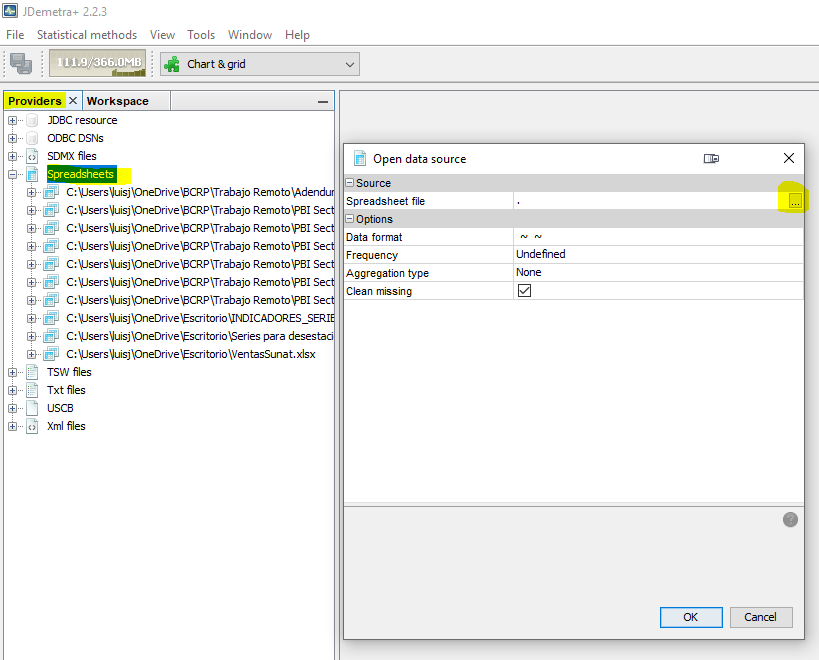 JDemetra+ 2.2.3
File Statistical methods View Tools Window Help
111.9/366.0MB Chart & grid
Providers Workspace
JDBC resource
ODBC DSNs
SDMX files
Spreadsheets
C:\Users\luisj\OneDrive\BCRP\Trabajo Remoto\Adendum
C:\Users\luisj\OneDrive\BCRP\Trabajo Remoto\PBI Sect
C:\Users\luisj\OneDrive\BCRP\Trabajo Remoto\PBI Sect
C:\Users\luisj\OneDrive\BCRP\Trabajo Remoto\PBI Sect
C:\Users\luisj\OneDrive\BCRP\Trabajo Remoto\PBI Sect
C:\Users\luisj\OneDrive\BCRP\Trabajo Remoto\PBI Sect
C:\Users\luisj\OneDrive\BCRP\Trabajo Remoto\PBI Sect
C:\Users\luisj\OneDrive\Escritorio\INDICADORES_SERIE
C:\Users\luisj\OneDrive\Escritorio\Series para desestaci
C:\Users\luisj\OneDrive\Escritorio\VentasSunat.xlsx
TSW files
Txt files
USCB
Xml files
Open data source
Source
Spreadsheet file .
...
Options
Data format ~ ~
Frequency Undefined
Aggregation type None
Clean missing
?
OK Cancel